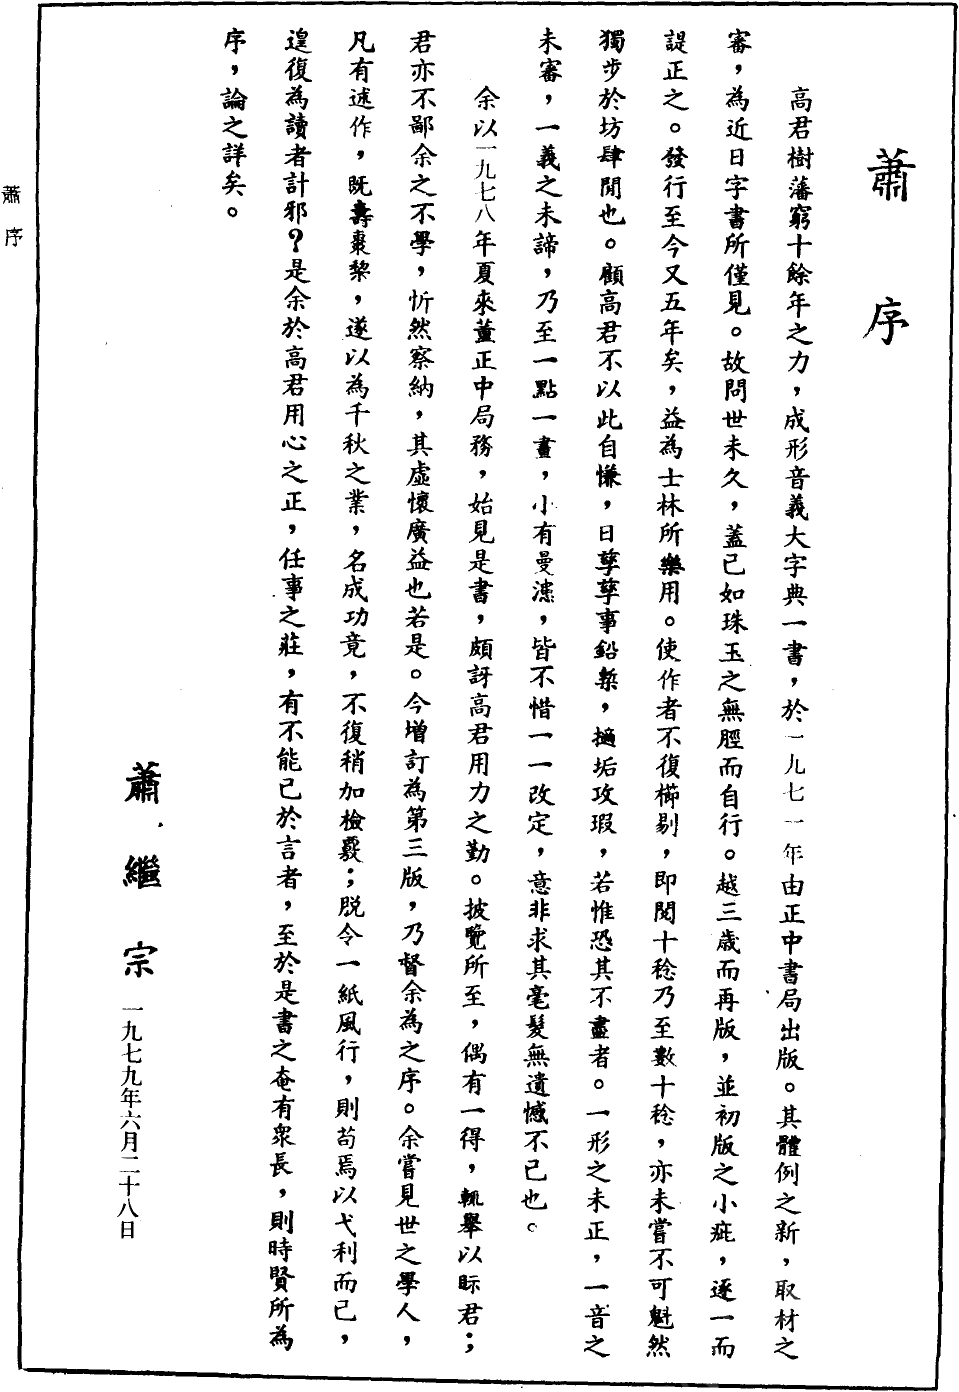 蕭序
高君樹藩窮十餘年之力，成形音義大字典一書，於一九七一年由正中書局出版。其體例之新，取材之
審，為近日字書所僅見。故問世未久，蓋已如珠玉之無脛而自行。越三歲而再版，並初版之小疵，逐一而
諟正之。發行至今又五年矣，益為士林所樂用。使作者不復櫛剔，即閱十稔乃至數十稔，亦未嘗不可魁然
獨步於坊肆閒也。顧高君不以此自慊，日孳孳事鉛槧，擿垢攻瑕，若惟恐其不盡者。一形之未正，一音之
未審，一義之未諦，乃至一點一畫，小有曼漶，皆不惜一一改定，意非求其毫髮無遺憾不已也。
余以一九七八年夏來董正中局務，始見是書，頗訝高君用力之勤。披覽所至，偶有一得，輒舉以眎君；
君亦不鄙余之不學，忻然察納，其虛懷廣益也若是。今增訂為第三版，乃督余為之序。余嘗見世之學人，
凡有述作，既壽棗棃，遂以為千秋之業，名成功竟，不復稍加檢覈；脫令一紙風行，則苟焉以弋利而已，
遑復為讀者計邪？是余於高君用心之正，任事之莊，有不能已於言者，至於是書之奄有眾長，則時賢所為
序，論之詳矣。
蕭繼宗 一九七九年六月二十八日
蕭序